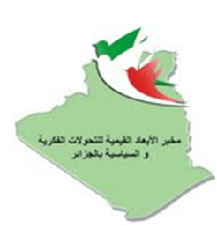 مخبر الأبعاد القيمية للتحولات الفكرية
و السياسية بالجزائر